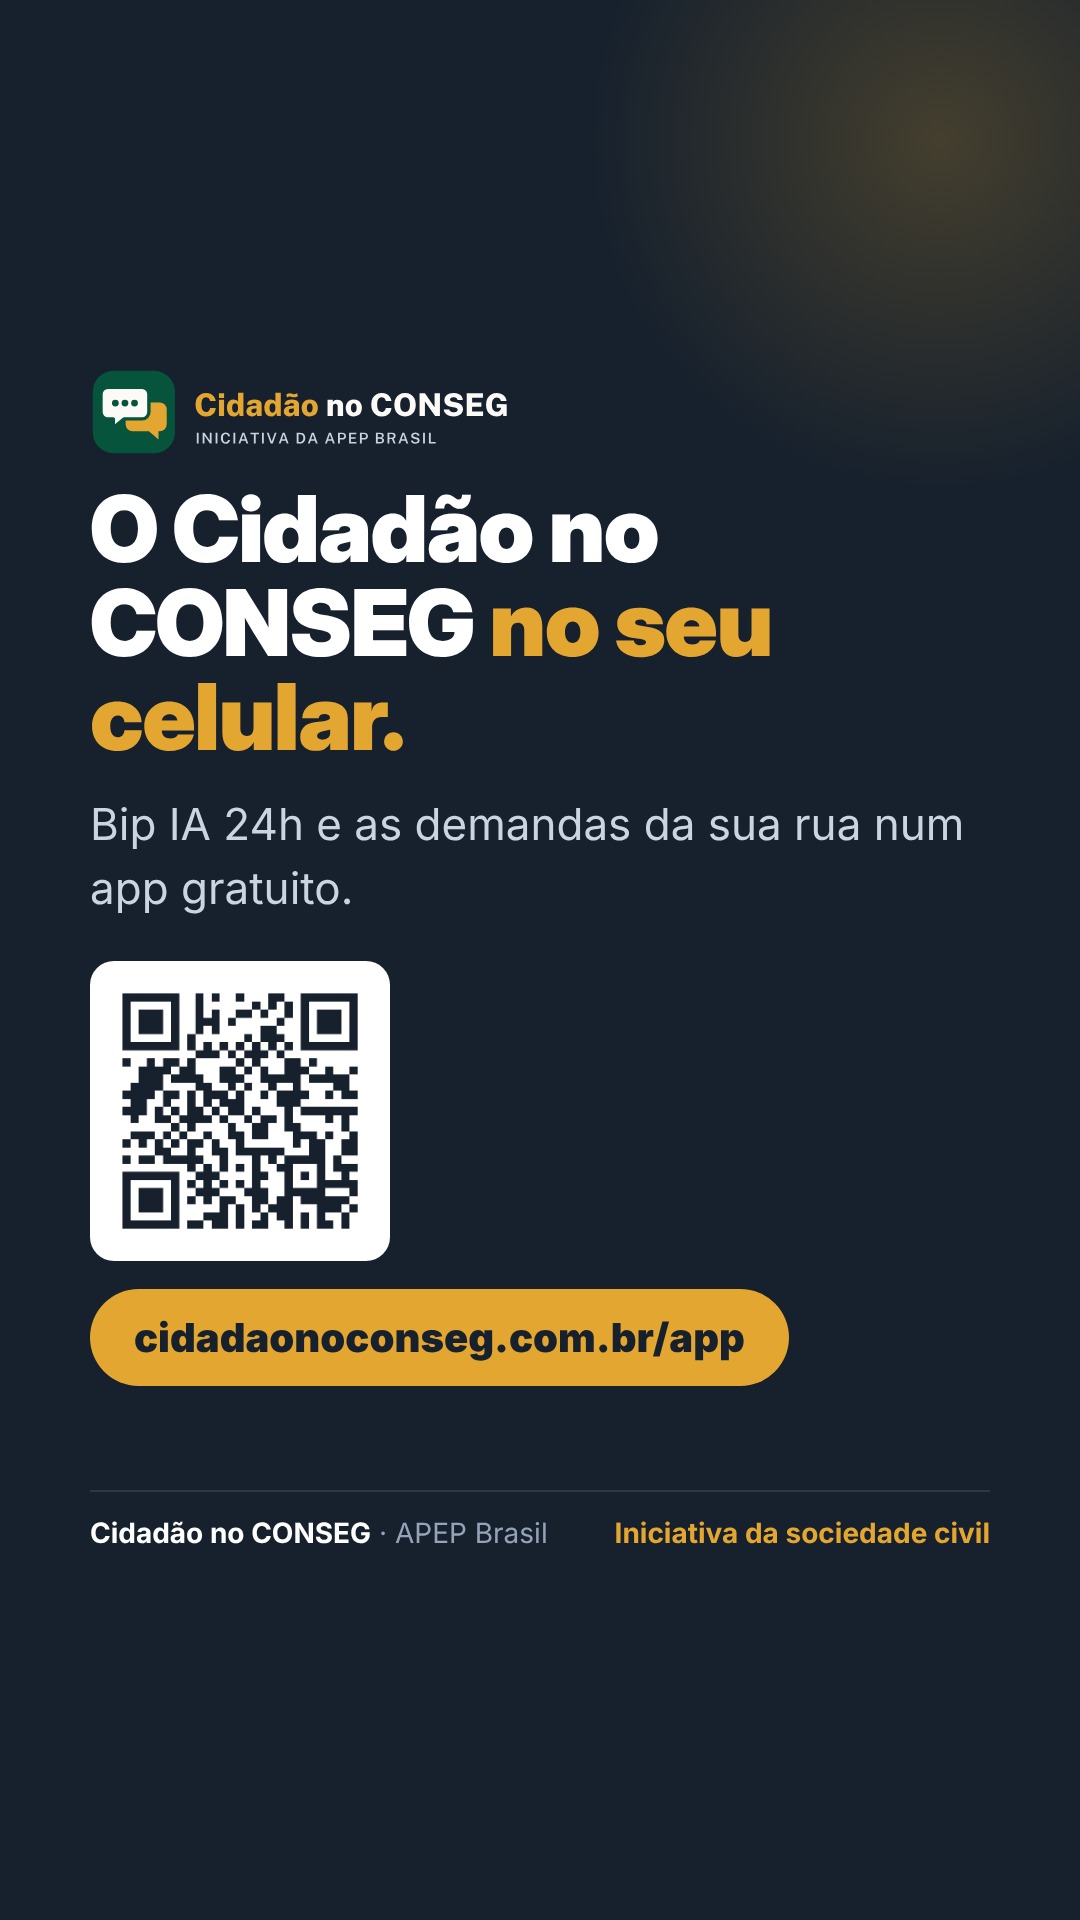 Cidadão no CONSEG
INICIATIVA DA APEP BRASIL
O Cidadão no
CONSEG no seu
celular.
Bip IA 24h e as demandas da sua rua num
app gratuito.
cidadaonoconseg.com.br/app
Cidadão no CONSEG · APEP Brasil
Iniciativa da sociedade civil